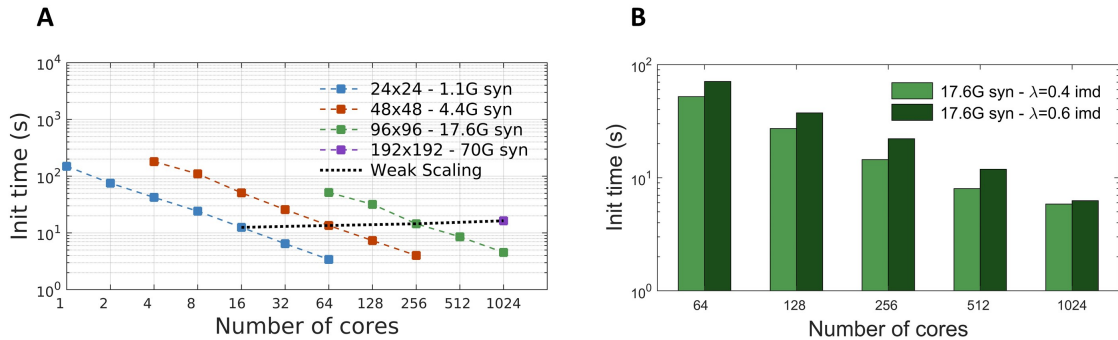 A
Init time (s)
10^4
10^3
10^2
10^1
10^0
24x24 - 1.1G syn
48x48 - 4.4G syn
96x96 - 17.6G syn
192x192 - 70G syn
Weak Scaling
1 2 4 8 16 32 64 128 256 512 1024
Number of cores
B
Init time (s)
10^2
10^1
10^0
17.6G syn - λ=0.4 imd
17.6G syn - λ=0.6 imd
64 128 256 512 1024
Number of cores